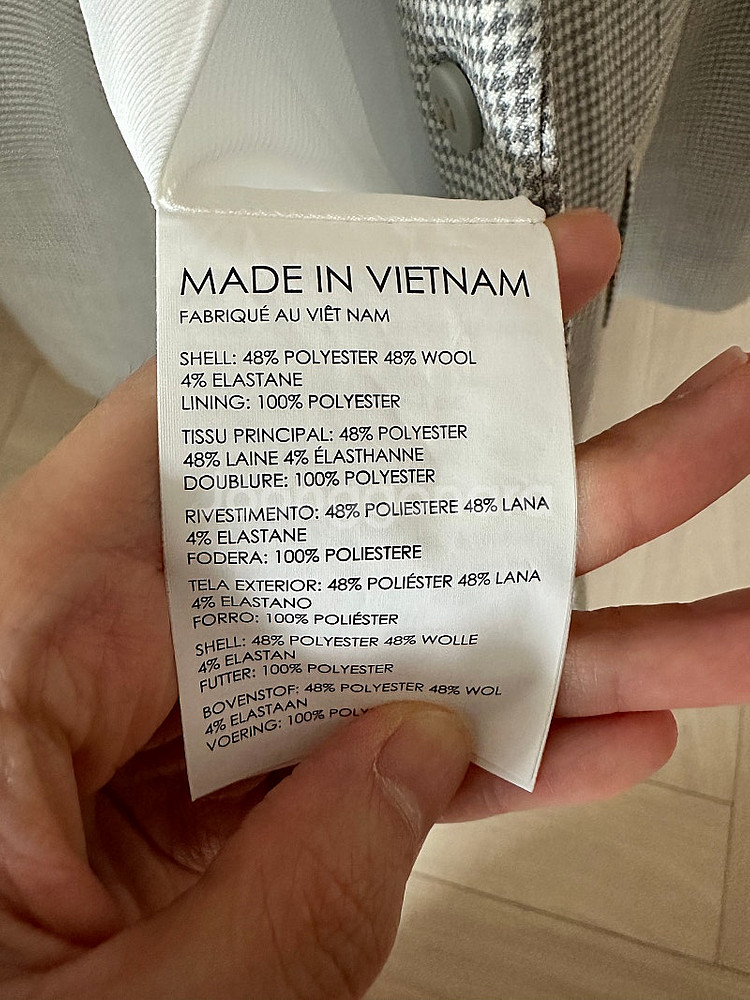 MADE IN VIETNAM
FABRIQUÉ AU VIÊT NAM
SHELL: 48% POLYESTER 48% WOOL
4% ELASTANE
LINING: 100% POLYESTER
TISSU PRINCIPAL: 48% POLYESTER
48% LAINE 4% ÉLASTHANNE
DOUBLURE: 100% POLYESTER
RIVESTIMENTO: 48% POLIESTERE 48% LANA
4% ELASTANE
FODERA: 100% POLIESTERE
TELA EXTERIOR: 48% POLIÉSTER 48% LANA
4% ELASTANO
FORRO: 100% POLIÉSTER
SHELL: 48% POLYESTER 48% WOLLE
4% ELASTAN
FUTTER: 100% POLYESTER
BOVENSTOF: 48% POLYESTER 48% WOL
4% ELASTAAN
VOERING: 100%